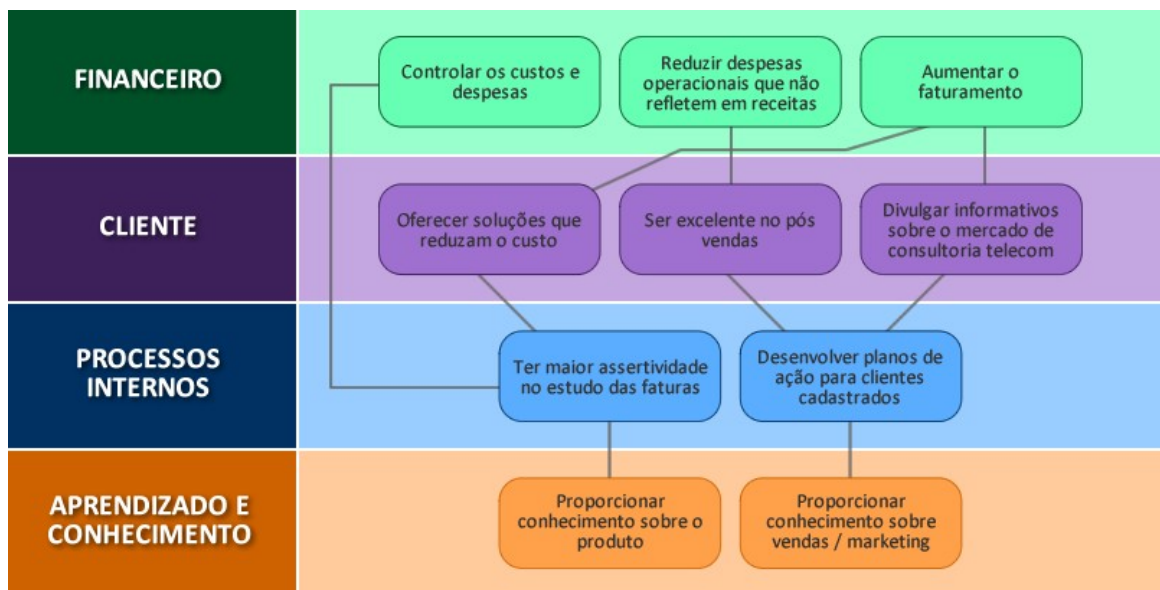 FINANCEIRO
Controlar os custos e
despesas
Reduzir despesas
operacionais que não
refletem em receitas
Aumentar o
faturamento
CLIENTE
Oferecer soluções que
reduzam o custo
Ser excelente no pós
vendas
Divulgar informativos
sobre o mercado de
consultoria telecom
PROCESSOS
INTERNOS
Ter maior assertividade
no estudo das faturas
Desenvolver planos de
ação para clientes
cadastrados
APRENDIZADO E
CONHECIMENTO
Proporcionar
conhecimento sobre o
produto
Proporcionar
conhecimento sobre
vendas / marketing